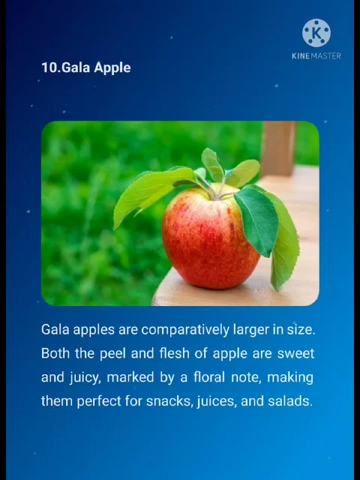 KINEMASTER
10.Gala Apple
Gala apples are comparatively larger in size.
Both the peel and flesh of apple are sweet
and juicy, marked by a floral note, making
them perfect for snacks, juices, and salads.